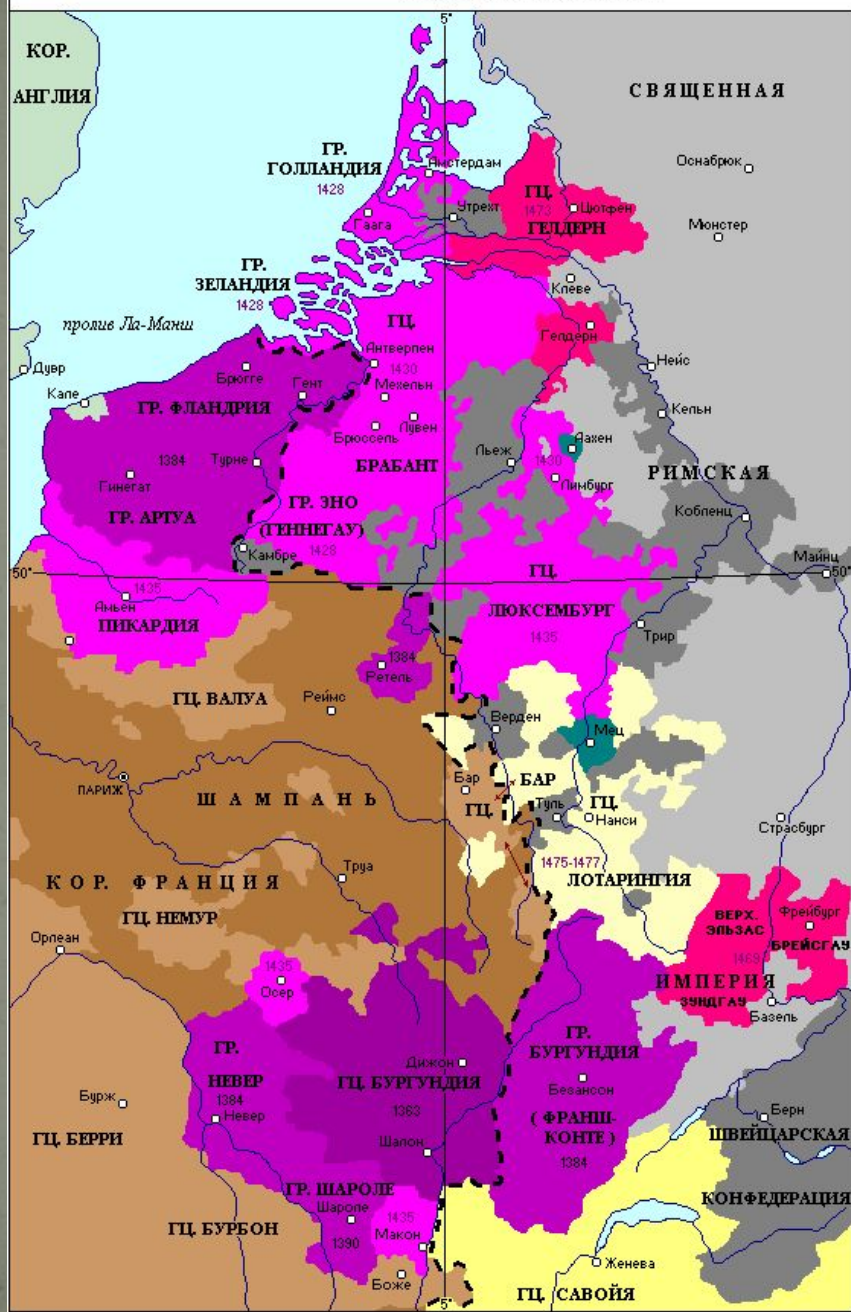 5°
КОР.
АНГЛИЯ
СВЯЩЕННАЯ
ГР.
ГОЛЛАНДИЯ
1428
Амстердам
Оснабрюк
ГЦ.
1473
Цютфен
ГЕЛДЕРН
Утрехт
Гаага
Мюнстер
ГР.
ЗЕЛАНДИЯ
1428
Клеве
ГЦ.
пролив Ла-Манш
Гелдерн
Антверпен
1430
Дувр
Брюгге
Нейс
Кале
Гент
Мехельн
ГР. ФЛАНДРИЯ
Кельн
Лувен
Брюссель
Аахен
1384
Турне
БРАБАНТ
Льеж
1430
РИМСКАЯ
Гинегат
Лимбург
ГР. ЭНО
Кобленц
ГР. АРТУА
(ГЕННЕГАУ)
1428
Камбре
Майнц
50°
50°
1435
ГЦ.
Амьен
ЛЮКСЕМБУРГ
ПИКАРДИЯ
1435
Трир
1384
Ретель
ГЦ. ВАЛУА
Реймс
Верден
Мец
ПАРИЖ
Бар
БАР
ШАМПАНЬ
ГЦ.
Туль
ГЦ.
Нанси
Страсбург
1475-1477
Труа
ЛОТАРИНГИЯ
КОР. ФРАНЦИЯ
ГЦ. НЕМУР
ВЕРХ.
ЭЛЬЗАС
Фрейбург
БРЕЙСГАУ
Орлеан
1469
1435
Осер
ИМПЕРИЯ
ЗУНДГАУ
Базель
ГР.
НЕВЕР
1384
Невер
Дижон
ГЦ. БУРГУНДИЯ
1363
ГР.
БУРГУНДИЯ
Безансон
(ФРАНШ-
КОНТЕ)
1384
Бурж
Берн
ГЦ. БЕРРИ
Шалон
ШВЕЙЦАРСКАЯ
ГР. ШАРОЛЕ
КОНФЕДЕРАЦИЯ
Шароле
1435
1390
Макон
ГЦ. БУРБОН
Женева
Боже
ГЦ. САВОЙЯ
5°